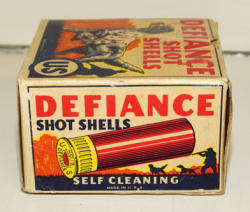 DEFIANCE
SHOT
SHELLS
US
DEFIANCE
SHOT SHELLS
SELF CLEANING
MADE IN U.S.A.